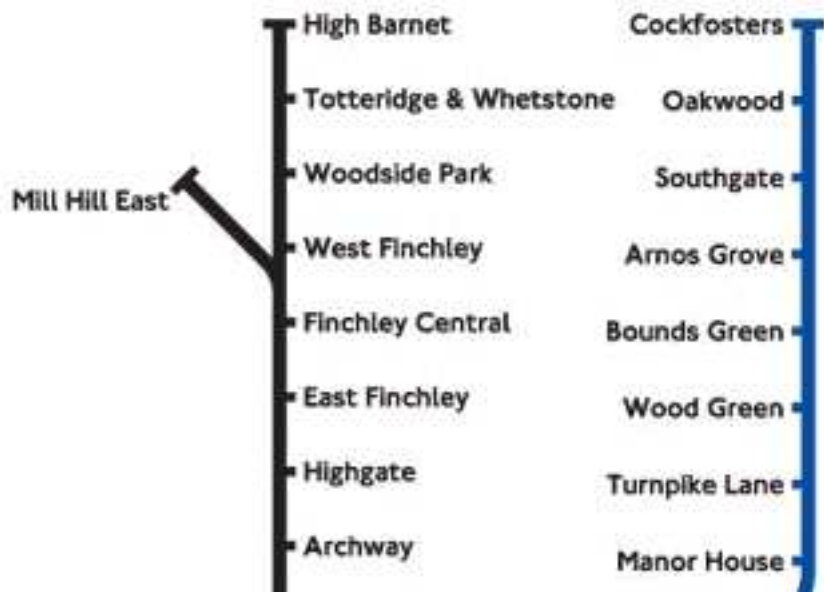 High Barnet
Totteridge & Whetstone
Woodside Park
Mill Hill East
West Finchley
Finchley Central
East Finchley
Highgate
Archway
Cockfosters
Oakwood
Southgate
Arnos Grove
Bounds Green
Wood Green
Turnpike Lane
Manor House